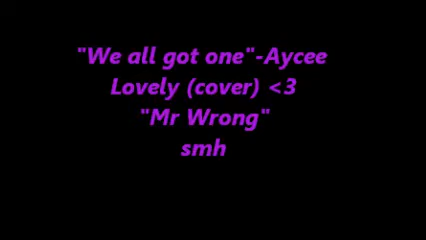 "We all got one"-Aycee
Lovely (cover) <3
"Mr Wrong"
smh